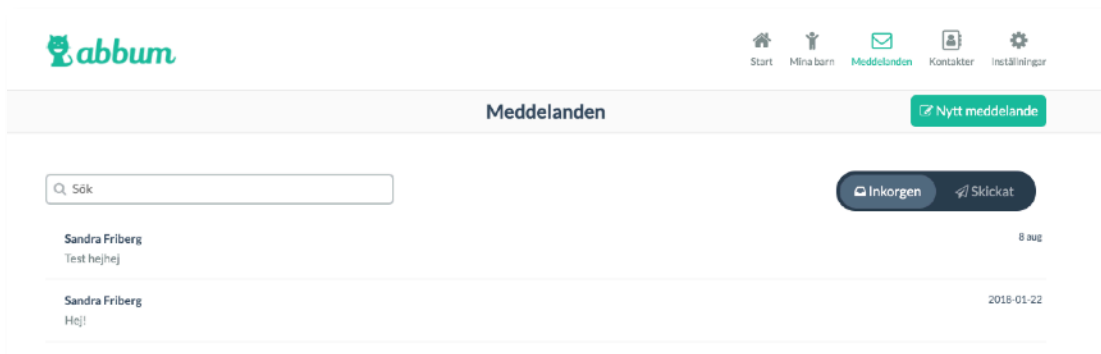 abbum
Start Mina barn Meddelanden Kontakter Inställningar
Meddelanden
Nytt meddelande
Sök
Inkorgen Skickat
Sandra Friberg 8 aug
Test hejhej
Sandra Friberg 2018-01-22
Hej!